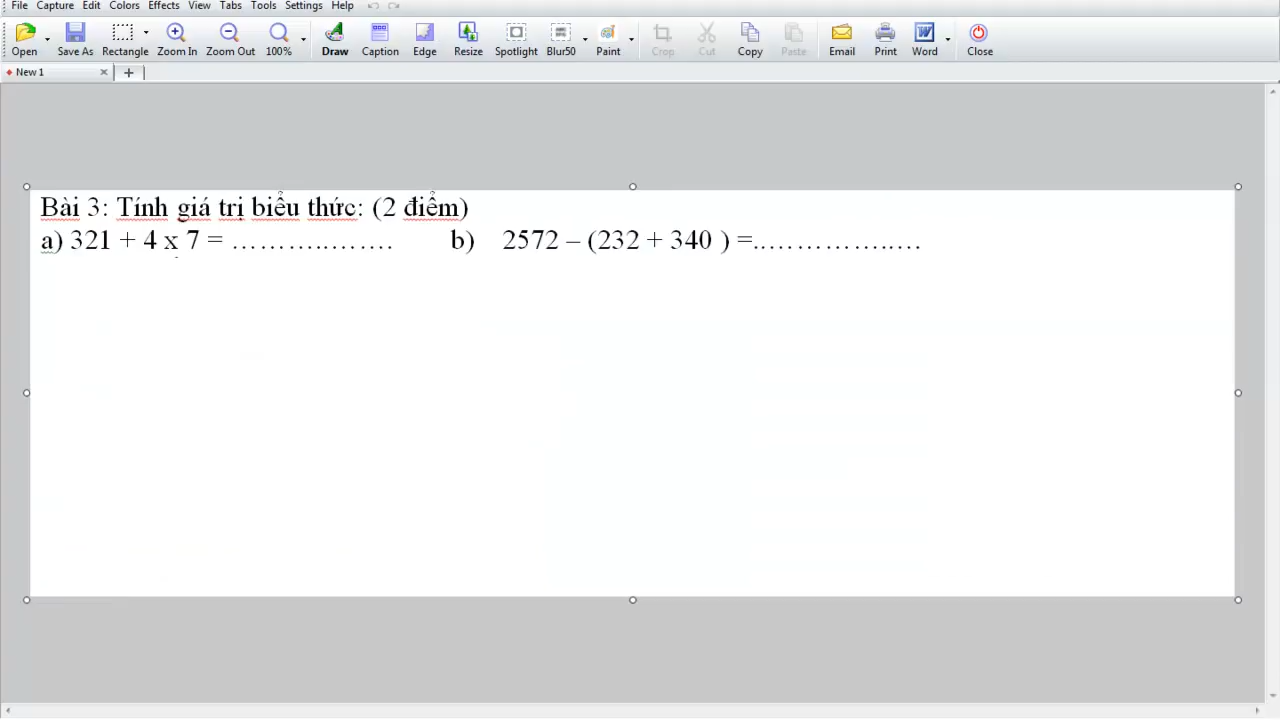 File Capture Edit Colors Effects View Tabs Tools Settings Help
Open Save As Rectangle Zoom In Zoom Out 100% Draw Caption Edge Resize Spotlight Blur50 Paint Crop Cut Copy Paste Email Print Word Close
New 1
Bài 3: Tính giá trị biểu thức: (2 điểm)
a) 321 + 4 x 7 = ………..……. b) 2572 – (232 + 340 ) =..…………..…